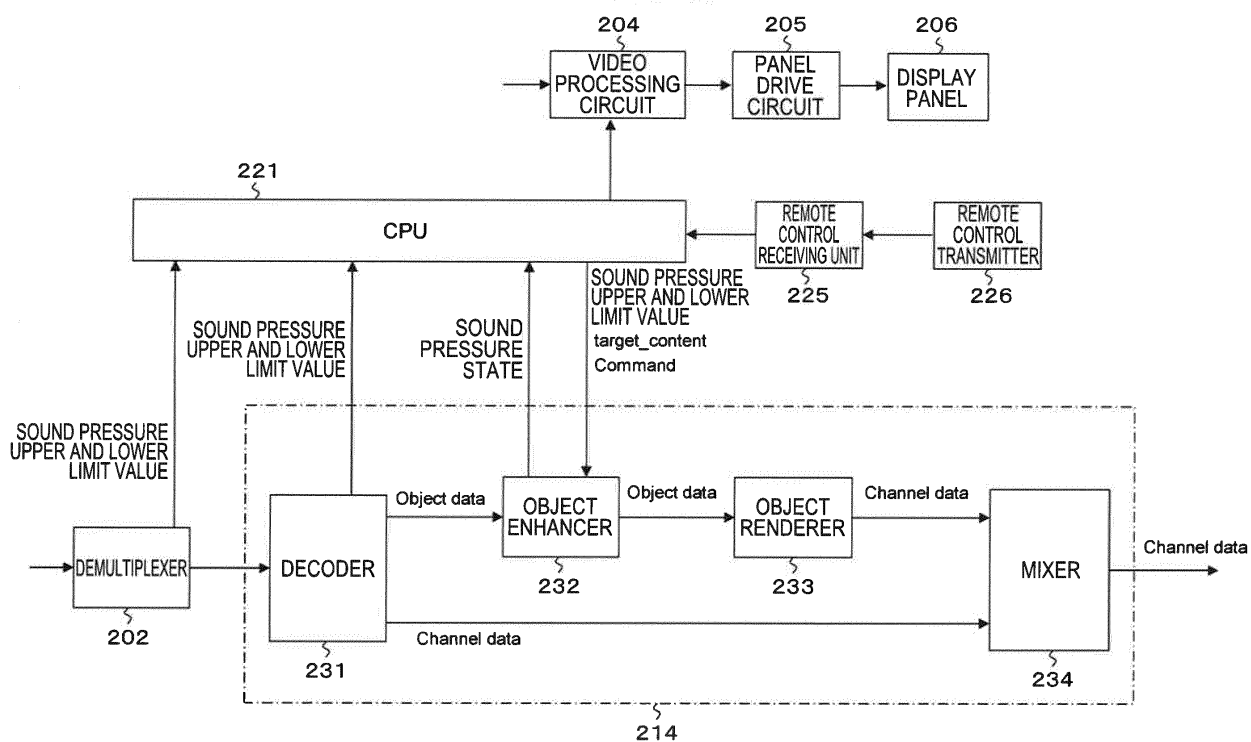 204
205
206
VIDEO
PROCESSING
CIRCUIT
PANEL
DRIVE
CIRCUIT
DISPLAY
PANEL
221
CPU
REMOTE
CONTROL
RECEIVING UNIT
REMOTE
CONTROL
TRANSMITTER
225
226
SOUND PRESSURE
UPPER AND LOWER
LIMIT VALUE
target_content
Command
SOUND
PRESSURE
STATE
SOUND PRESSURE
UPPER AND LOWER
LIMIT VALUE
SOUND PRESSURE
UPPER AND LOWER
LIMIT VALUE
DEMULTIPLEXER
202
DECODER
231
Object data
OBJECT
ENHANCER
232
Object data
OBJECT
RENDERER
233
Channel data
Channel data
MIXER
234
Channel data
214